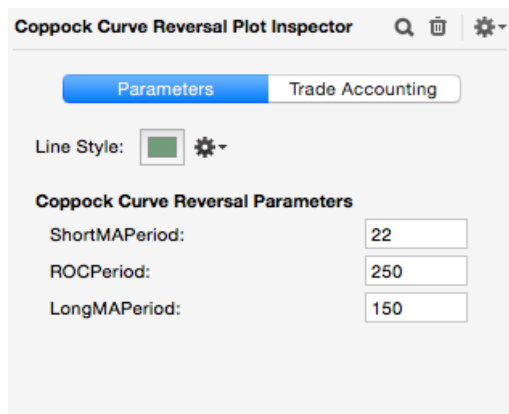 Coppock Curve Reversal Plot Inspector
Parameters Trade Accounting
Line Style:
Coppock Curve Reversal Parameters
ShortMAPeriod: 22
ROCPeriod: 250
LongMAPeriod: 150